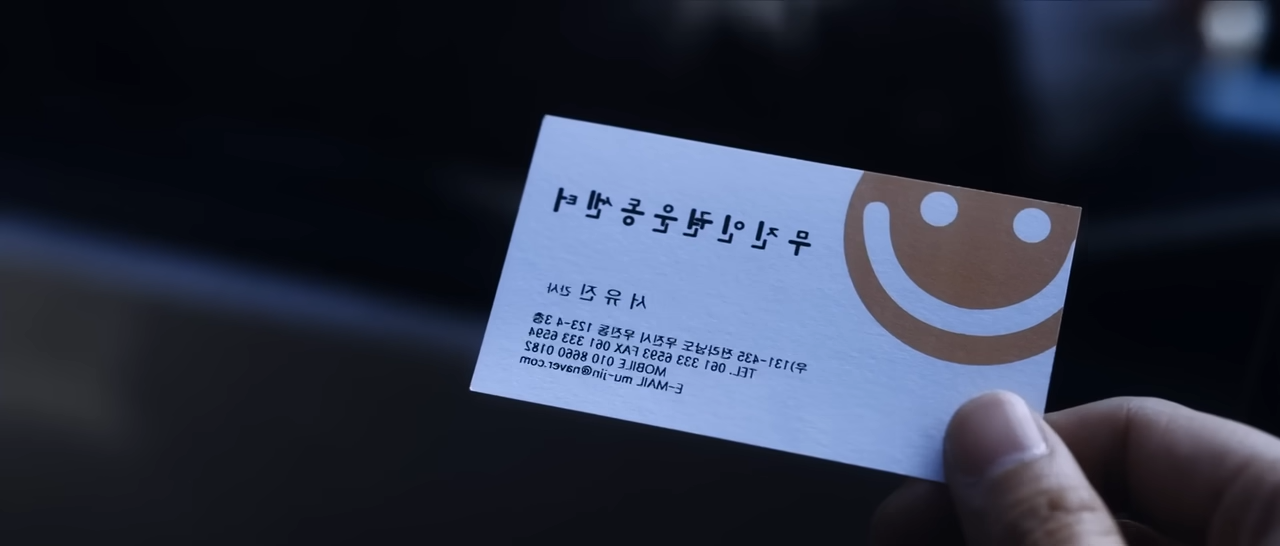 무진인권운동센터
서 유 진 간사
우)131-435 전라남도 무진시 무진동 123-4 3층
TEL. 061 333 6593 FAX 061 333 6594
MOBILE 010 8660 0182
E-MAIL mu-jin@naver.com